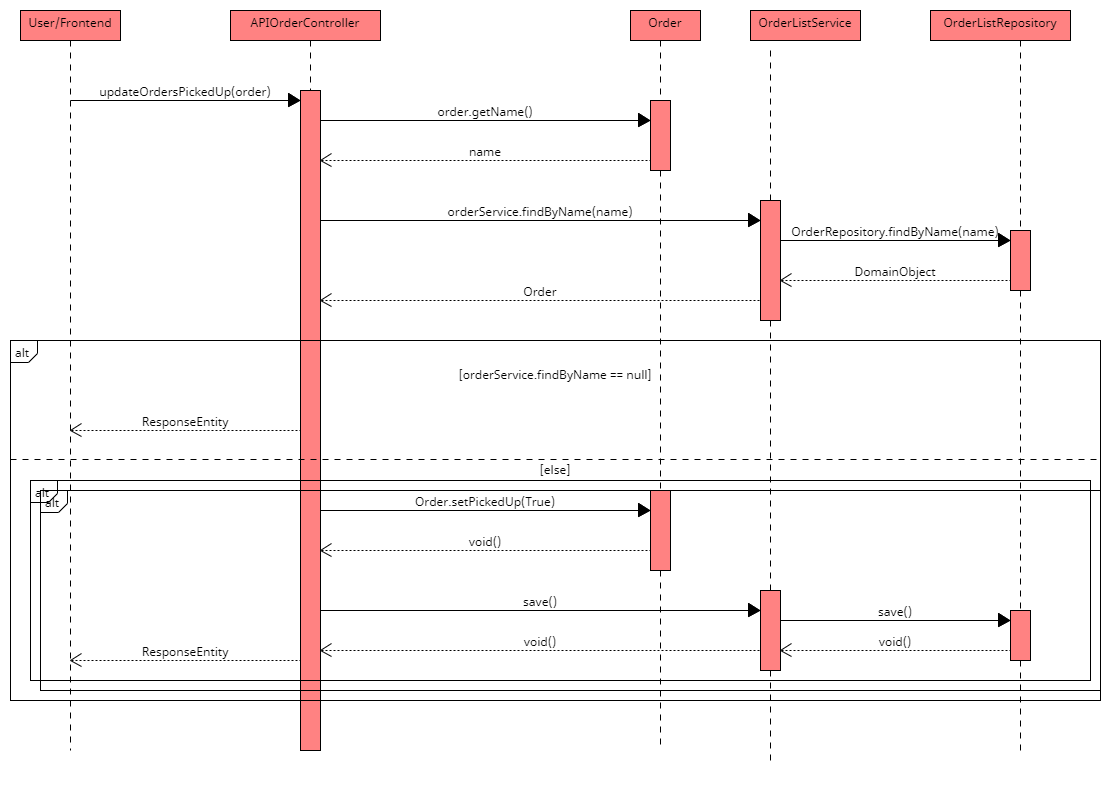 User/Frontend
APIOrderController
Order
OrderListService
OrderListRepository
updateOrdersPickedUp(order)
order.getName()
name
orderService.findByName(name)
OrderRepository.findByName(name)
DomainObject
Order
alt
[orderService.findByName == null]
ResponseEntity
[else]
alt
alt
Order.setPickedUp(True)
void()
save()
save()
void()
void()
ResponseEntity